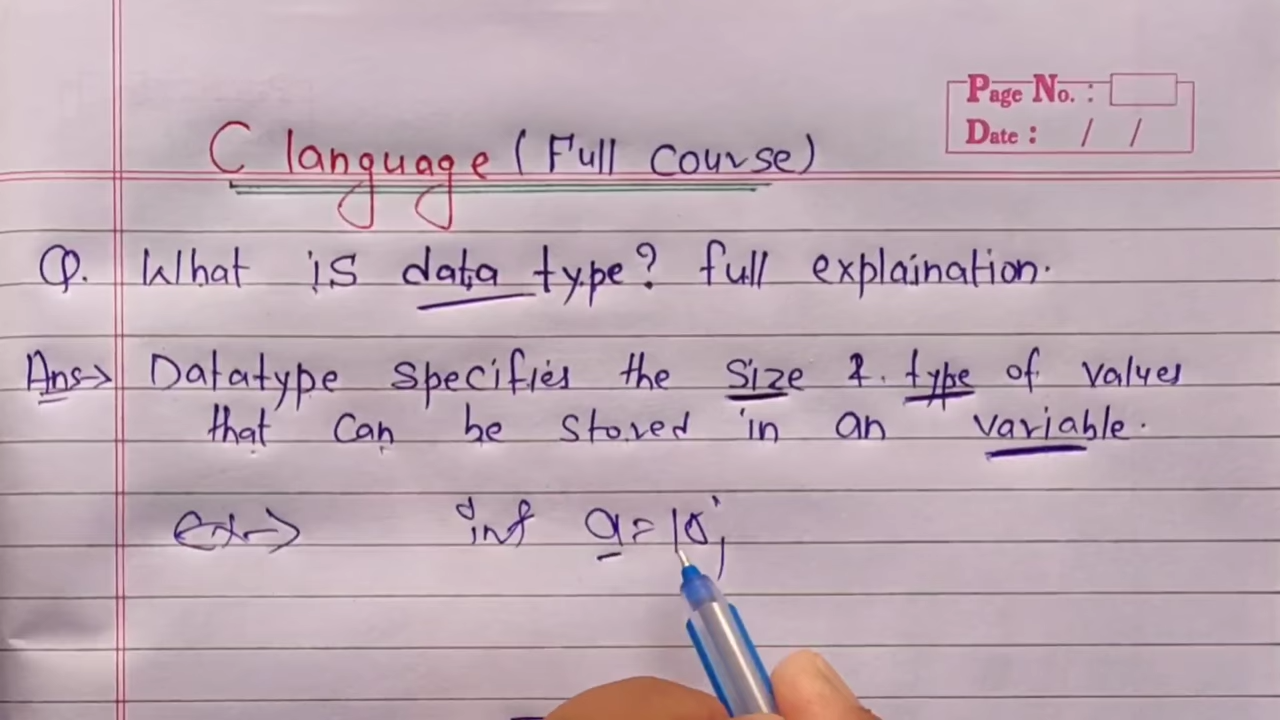 Page No. :
Date : / /
C language (Full Course)
Q. What is data type? full explaination.
Ans→ Datatype specifies the size & type of values
that can be stored in an variable.
ex→ int a=10;